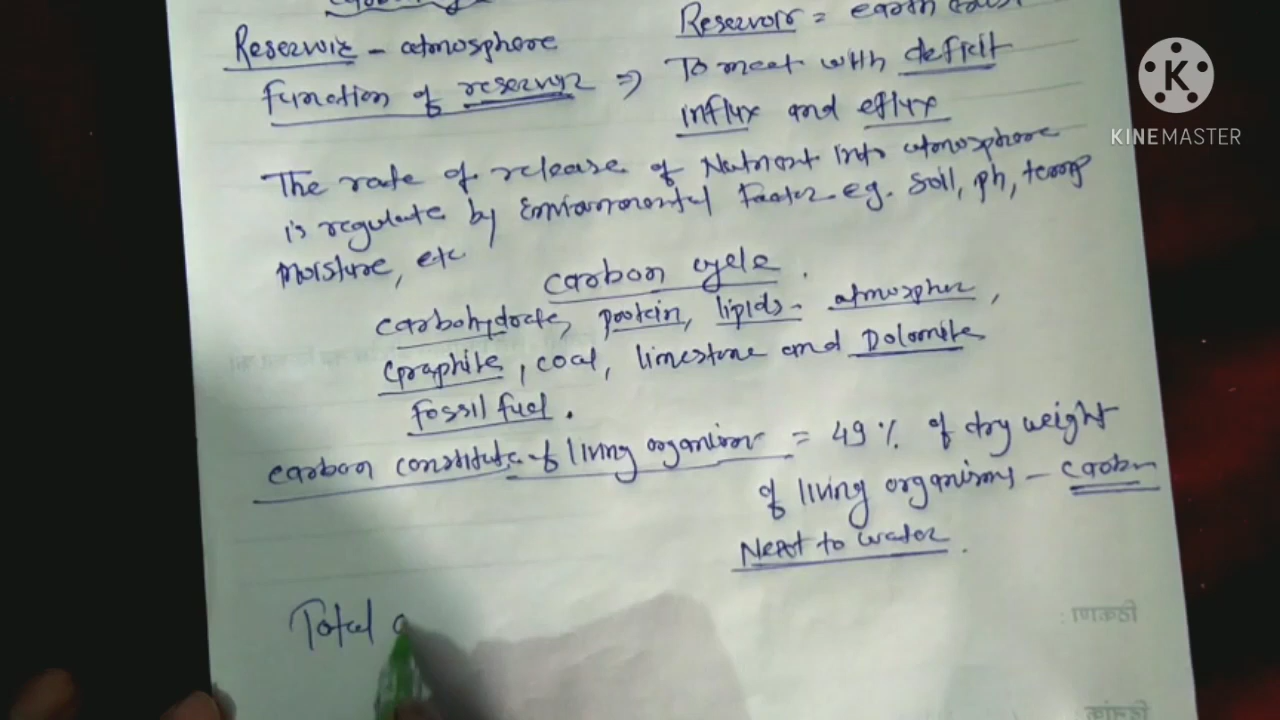 Reservoir - atmosphere
Reservoir = earth crust
function of reservoir => To meet with deficit
influx and eflux
The rate of release of Nutrient into atmosphere
is regulate by Environmental Factor eg. soil, ph, temp
Moisture, etc
carbon cycle.
carbohydrate, protein, lipids - atmospher,
Graphite, coal, limestone and Dolomite
fossil fuel.
carbon constitute of living organism = 49% of dry weight
of living organisms - carbon
Next to water.
Total
K
KINEMASTER